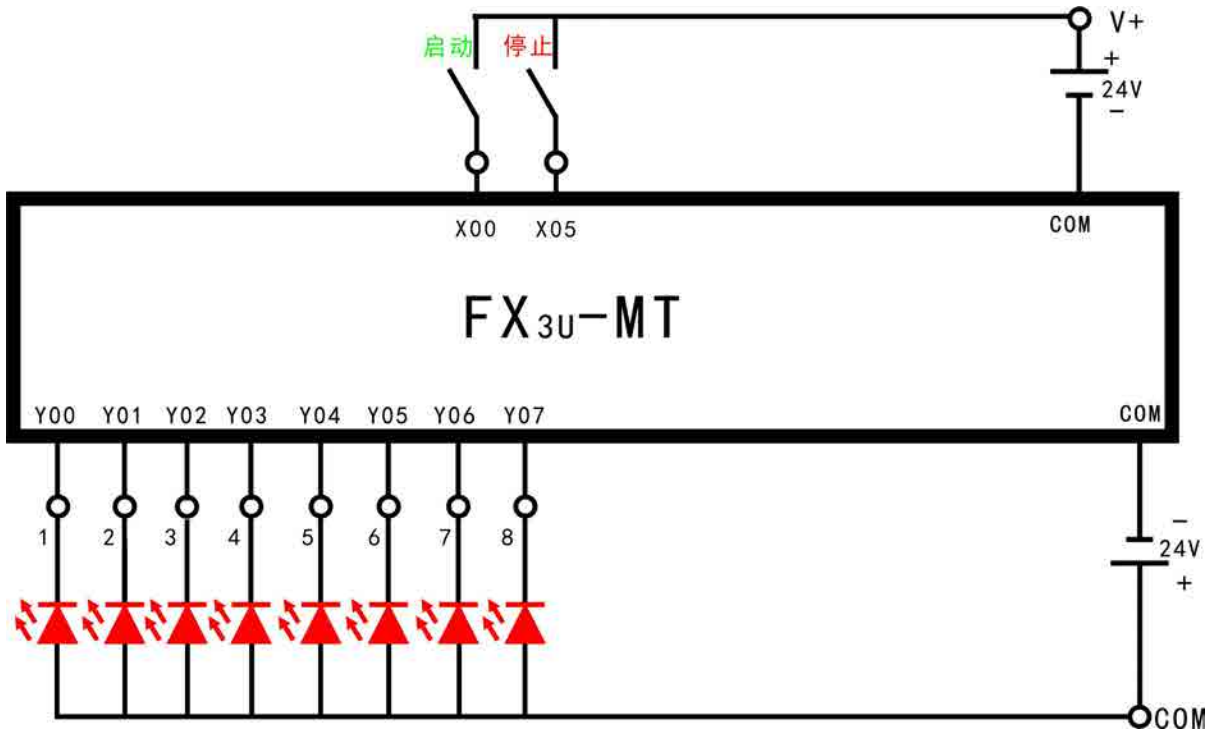 V+
启动 停止
+
24V
-
X00 X05 COM
FX3U-MT
Y00 Y01 Y02 Y03 Y04 Y05 Y06 Y07 COM
1 2 3 4 5 6 7 8
-
24V
+
COM